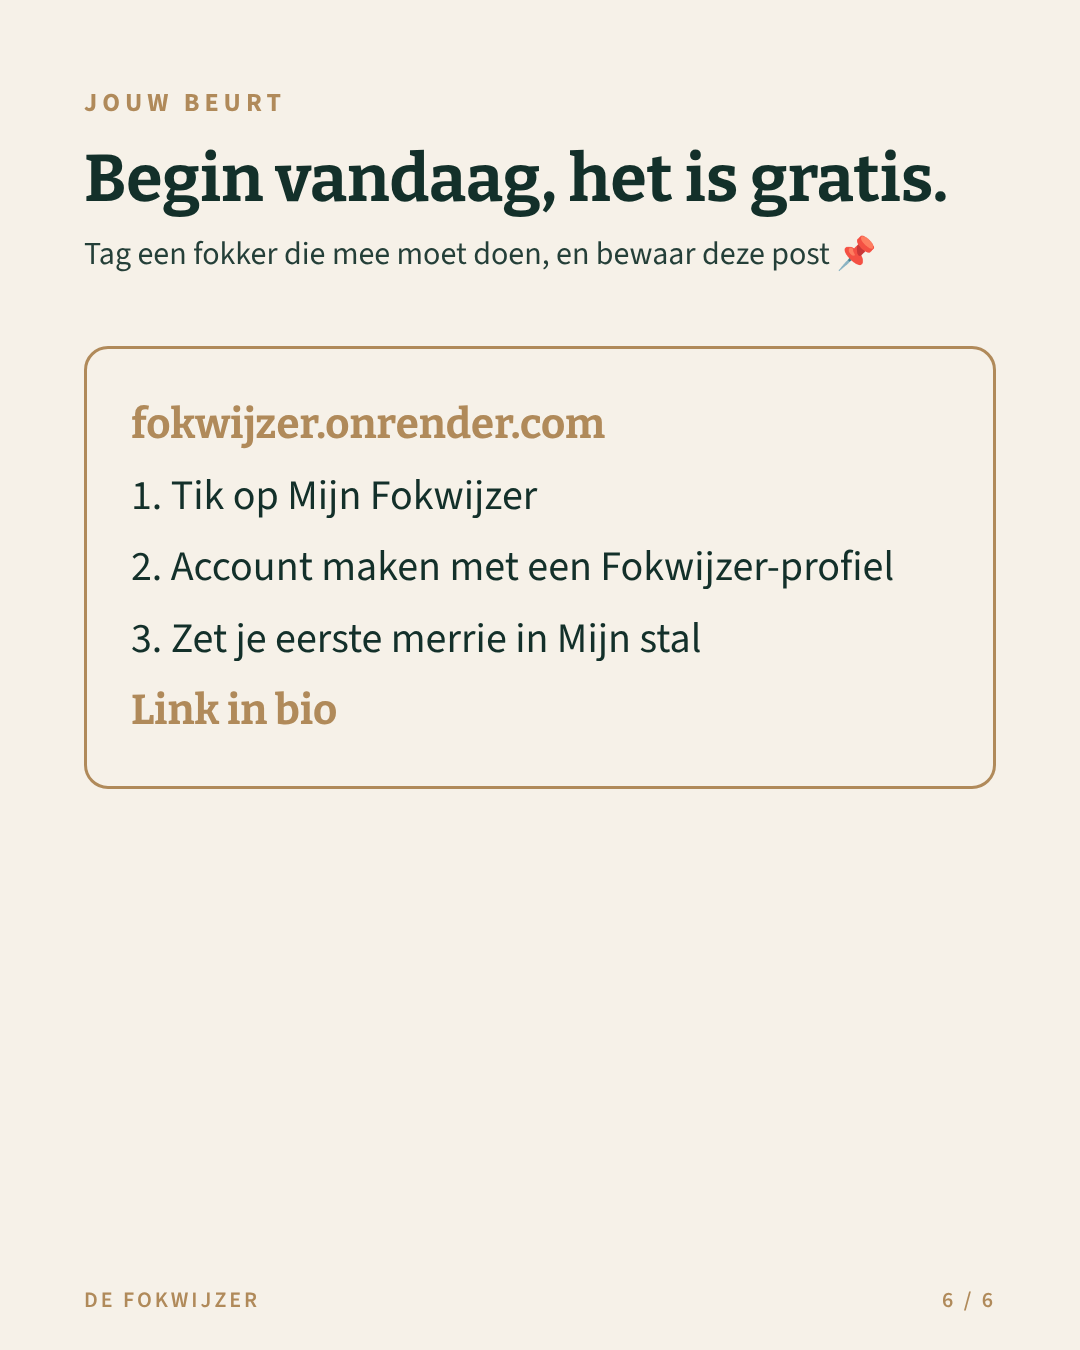 JOUW BEURT
Begin vandaag, het is gratis.
Tag een fokker die mee moet doen, en bewaar deze post 📌
fokwijzer.onrender.com
1. Tik op Mijn Fokwijzer
2. Account maken met een Fokwijzer-profiel
3. Zet je eerste merrie in Mijn stal
Link in bio
DE FOKWIJZER
6 / 6